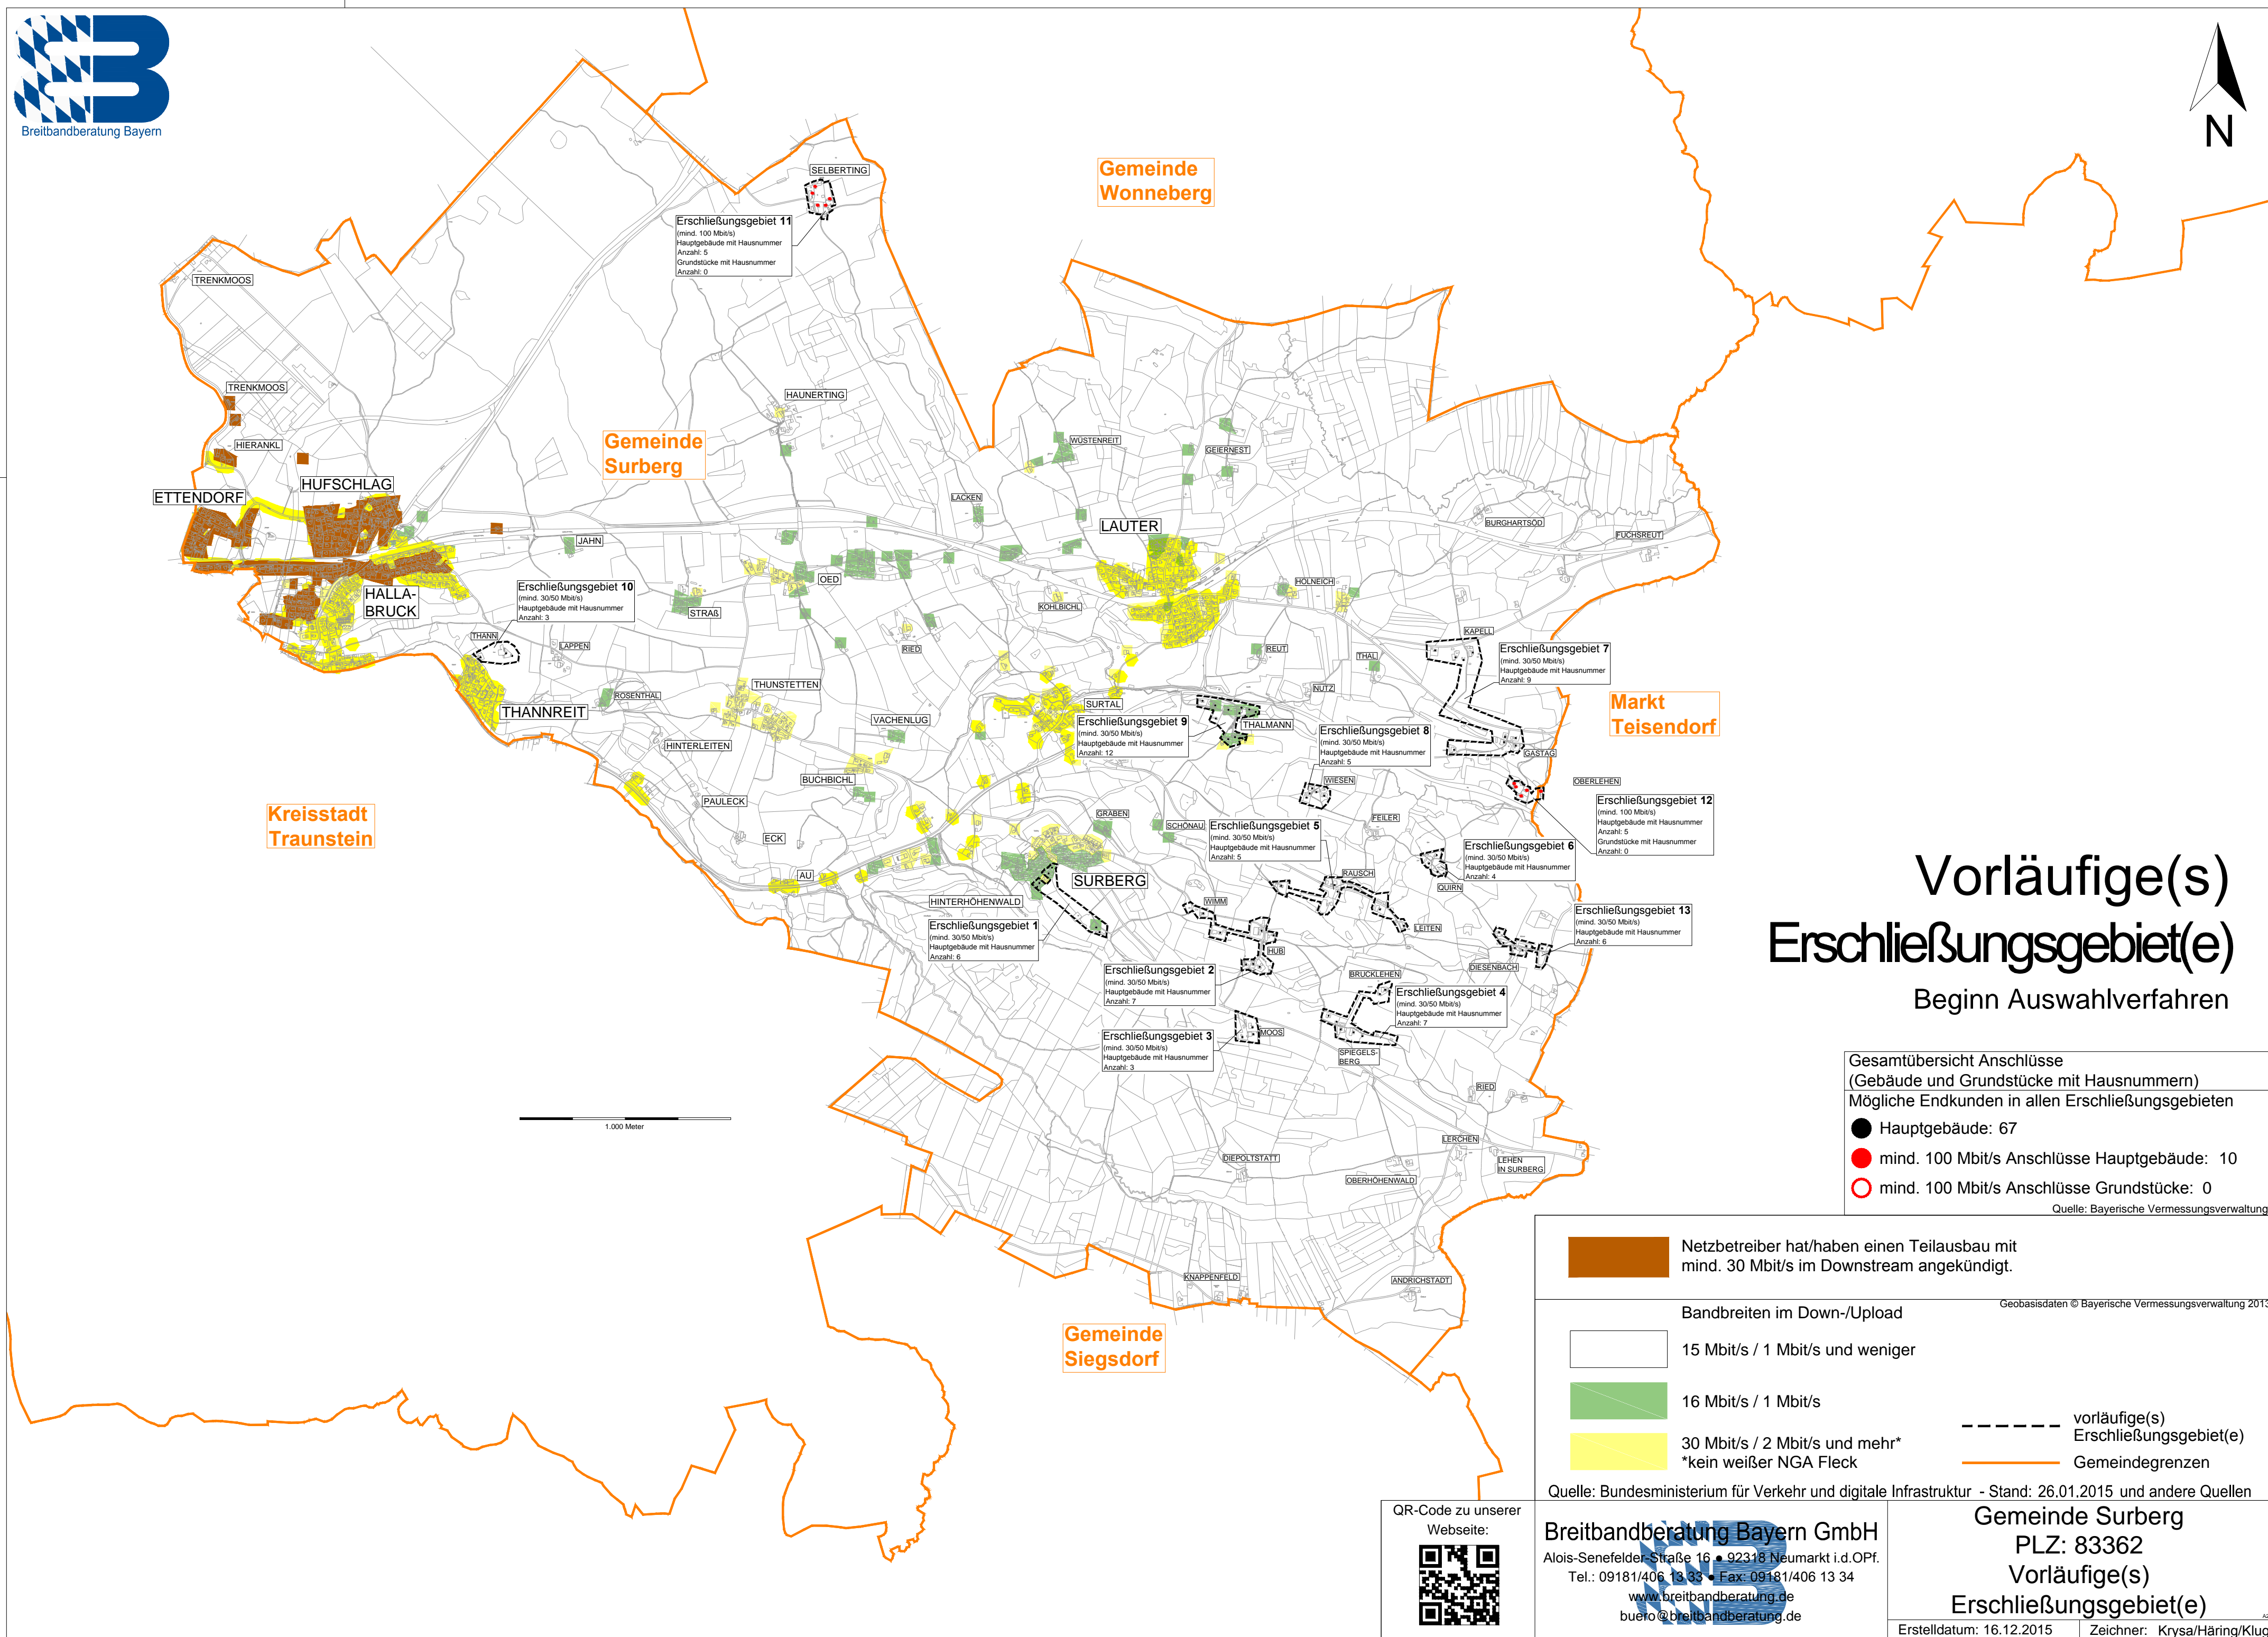 Breitbandberatung Bayern
N
SELBERTING
Gemeinde
Wonneberg
Erschließungsgebiet 11
(mind. 100 Mbit/s)
Hauptgebäude mit Hausnummer
Anzahl: 5
Grundstücke mit Hausnummer
Anzahl: 0
TRENKMOOS
TRENKMOOS
HAUNERTING
HIERANKL
Gemeinde
Surberg
WÜSTENREIT
GEIERNEST
HUFSCHLAG
ETTENDORF
LACKEN
LAUTER
BURGHARTSÖD
FUCHSREUT
JAHN
OED
HÖLNEICH
Erschließungsgebiet 10
(mind. 30/50 Mbit/s)
Hauptgebäude mit Hausnummer
Anzahl: 3
HALLA-
BRUCK
STRAß
KOHLBICHL
THANN
LAPPEN
RIED
REUT
THAL
KAPELL
Erschließungsgebiet 7
(mind. 30/50 Mbit/s)
Hauptgebäude mit Hausnummer
Anzahl: 9
THUNSTETTEN
ROSENTHAL
NUTZ
THANNREIT
SURTAL
VACHENLUG
Markt
Teisendorf
Erschließungsgebiet 9
(mind. 30/50 Mbit/s)
Hauptgebäude mit Hausnummer
Anzahl: 12
THALMANN
Erschließungsgebiet 8
(mind. 30/50 Mbit/s)
Hauptgebäude mit Hausnummer
Anzahl: 5
HINTERLEITEN
GASTAG
BUCHBICHL
WIESEN
OBERLEHEN
PAULECK
Kreisstadt
Traunstein
Erschließungsgebiet 12
(mind. 100 Mbit/s)
Hauptgebäude mit Hausnummer
Anzahl: 5
Grundstücke mit Hausnummer
Anzahl: 0
GRABEN
SCHÖNAU
FEILER
Erschließungsgebiet 5
(mind. 30/50 Mbit/s)
Hauptgebäude mit Hausnummer
Anzahl: 5
ECK
Erschließungsgebiet 6
(mind. 30/50 Mbit/s)
Hauptgebäude mit Hausnummer
Anzahl: 4
AU
SURBERG
RAUSCH
QUIRN
HINTERHÖHENWALD
WIMM
Erschließungsgebiet 1
(mind. 30/50 Mbit/s)
Hauptgebäude mit Hausnummer
Anzahl: 6
LEITEN
Erschließungsgebiet 13
(mind. 30/50 Mbit/s)
Hauptgebäude mit Hausnummer
Anzahl: 6
HUB
DIESENBACH
Erschließungsgebiet 2
(mind. 30/50 Mbit/s)
Hauptgebäude mit Hausnummer
Anzahl: 7
BRUCKLEHEN
Erschließungsgebiet 4
(mind. 30/50 Mbit/s)
Hauptgebäude mit Hausnummer
Anzahl: 7
Erschließungsgebiet 3
(mind. 30/50 Mbit/s)
Hauptgebäude mit Hausnummer
Anzahl: 3
MOOS
SPIEGELS-
BERG
RIED
1.000 Meter
LERCHEN
DIEPOLTSTATT
LEHEN
IN SURBERG
OBERHÖHENWALD
KNAPPENFELD
ANDRICHSTADT
Gemeinde
Siegsdorf
Vorläufige(s)
Erschließungsgebiet(e)
Beginn Auswahlverfahren
Gesamtübersicht Anschlüsse
(Gebäude und Grundstücke mit Hausnummern)
Mögliche Endkunden in allen Erschließungsgebieten
Hauptgebäude: 67
mind. 100 Mbit/s Anschlüsse Hauptgebäude: 10
mind. 100 Mbit/s Anschlüsse Grundstücke: 0
Quelle: Bayerische Vermessungsverwaltung
Netzbetreiber hat/haben einen Teilausbau mit
mind. 30 Mbit/s im Downstream angekündigt.
Geobasisdaten © Bayerische Vermessungsverwaltung 2013
Bandbreiten im Down-/Upload
15 Mbit/s / 1 Mbit/s und weniger
16 Mbit/s / 1 Mbit/s
30 Mbit/s / 2 Mbit/s und mehr*
*kein weißer NGA Fleck
vorläufige(s)
Erschließungsgebiet(e)
Gemeindegrenzen
Quelle: Bundesministerium für Verkehr und digitale Infrastruktur - Stand: 26.01.2015 und andere Quellen
QR-Code zu unserer
Webseite:
Breitbandberatung Bayern GmbH
Alois-Senefelder-Straße 16 ● 92318 Neumarkt i.d.OPf.
Tel.: 09181/406 13 33 ● Fax: 09181/406 13 34
www.breitbandberatung.de
buero@breitbandberatung.de
Gemeinde Surberg
PLZ: 83362
Vorläufige(s)
Erschließungsgebiet(e)
Erstelldatum: 16.12.2015
Zeichner: Krysa/Häring/Klug